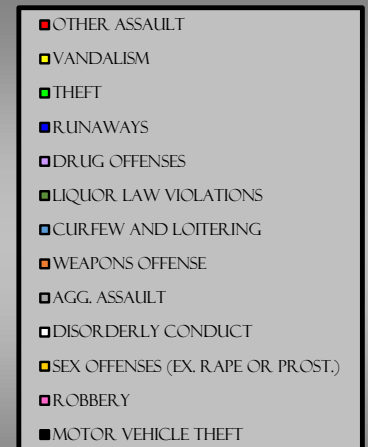 OTHER ASSAULT
VANDALISM
THEFT
RUNAWAYS
DRUG OFFENSES
LIQUOR LAW VIOLATIONS
CURFEW AND LOITERING
WEAPONS OFFENSE
AGG. ASSAULT
DISORDERLY CONDUCT
SEX OFFENSES (EX. RAPE OR PROST.)
ROBBERY
MOTOR VEHICLE THEFT